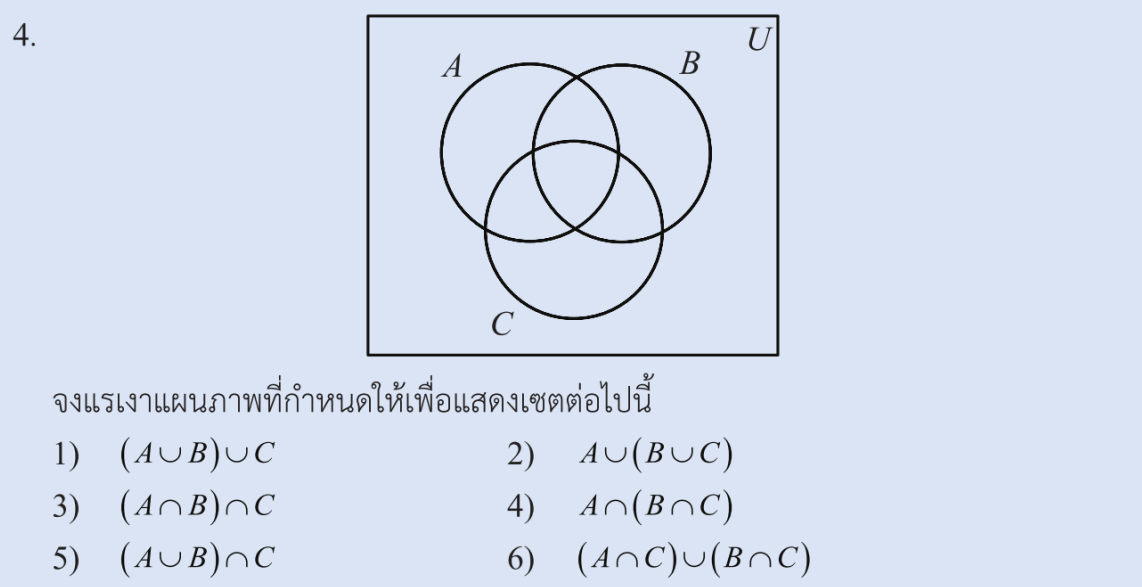 4.
U
A
B
C
จงแรเงาแผนภาพที่กำหนดให้เพื่อแสดงเซตต่อไปนี้
1) (A∪B)∪C 2) A∪(B∪C)
3) (A∩B)∩C 4) A∩(B∩C)
5) (A∪B)∩C 6) (A∩C)∪(B∩C)